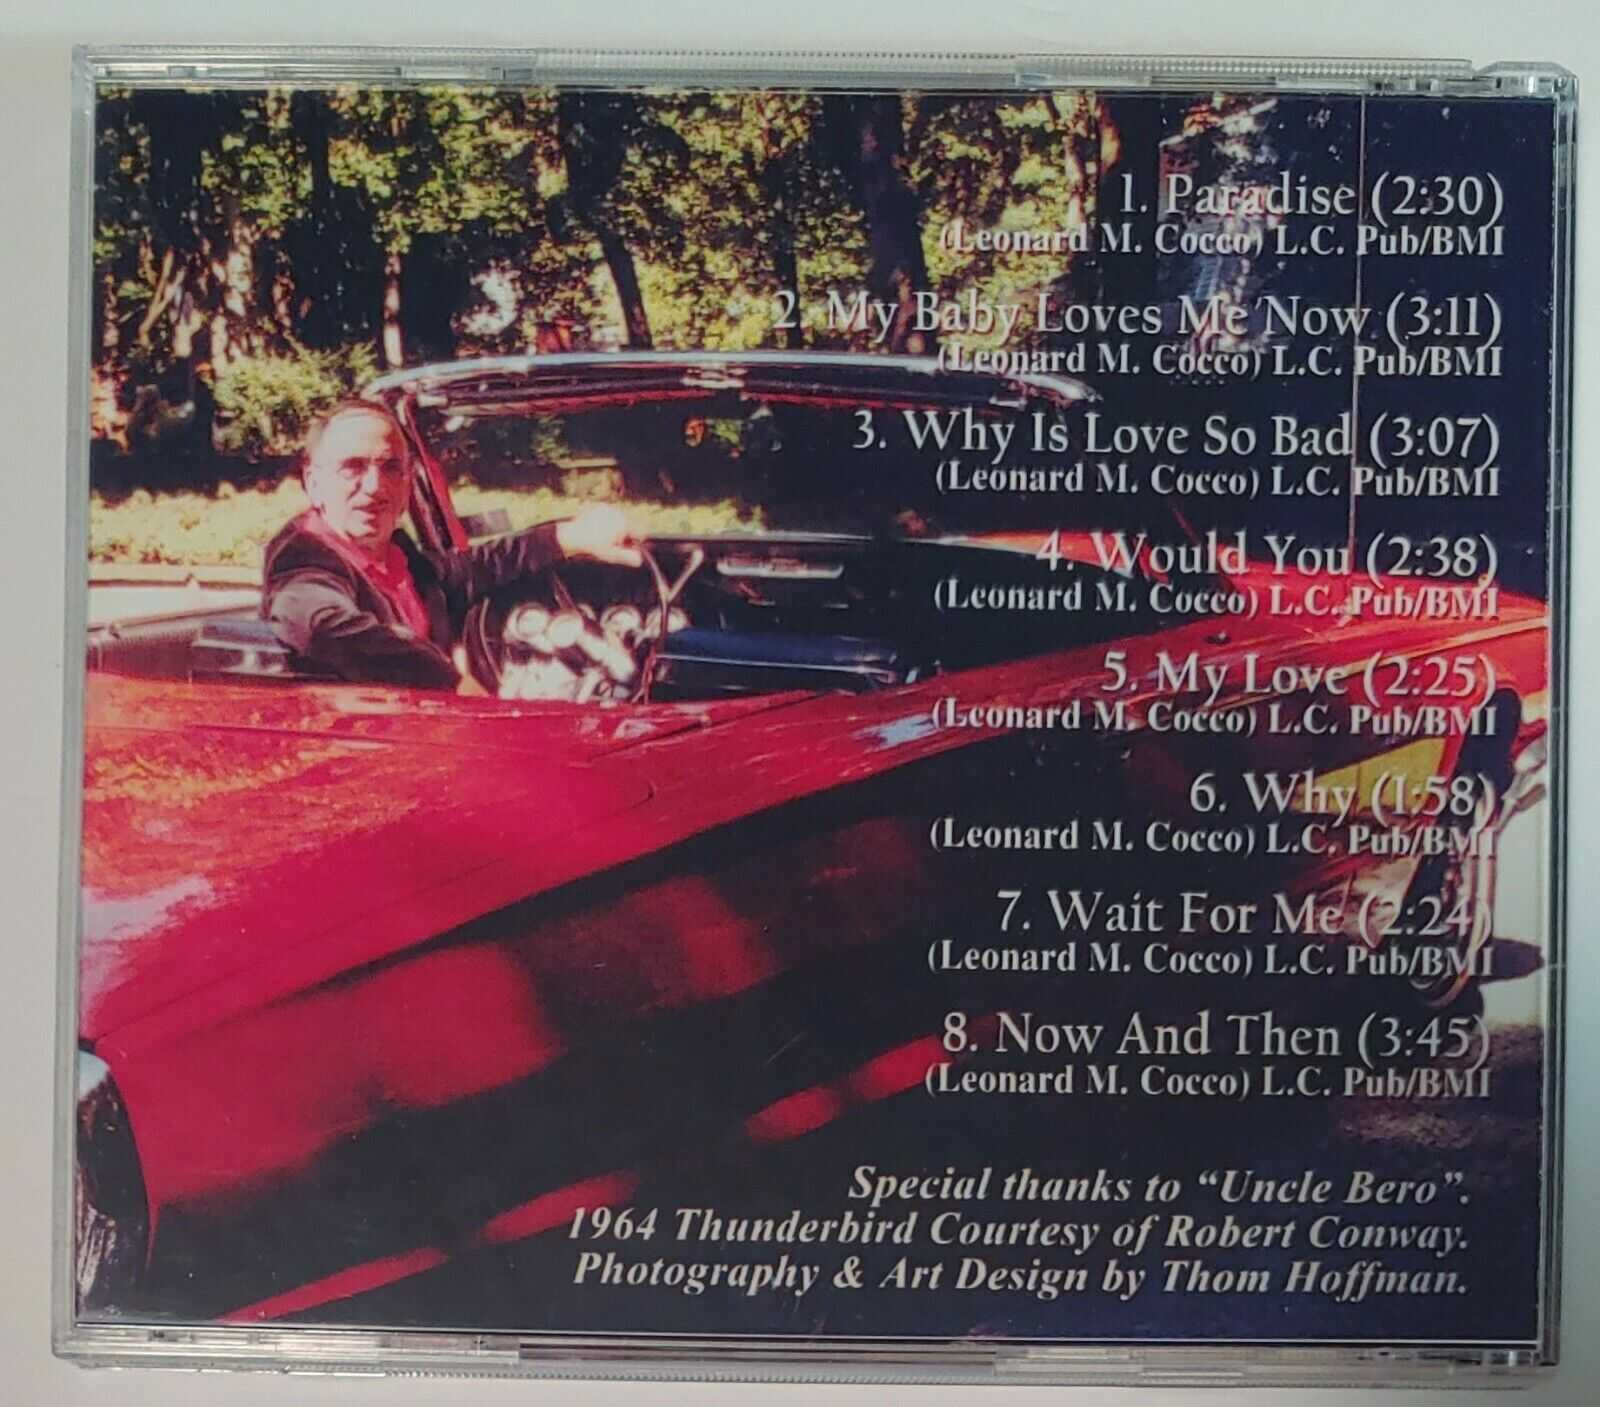 1. Paradise (2:30)
(Leonard M. Cocco) L.C. Pub/BMI
2. My Baby Loves Me Now (3:11)
(Leonard M. Cocco) L.C. Pub/BMI
3. Why Is Love So Bad (3:07)
(Leonard M. Cocco) L.C. Pub/BMI
4. Would You (2:38)
(Leonard M. Cocco) L.C. Pub/BMI
5. My Love (2:25)
(Leonard M. Cocco) L.C. Pub/BMI
6. Why (1:58)
(Leonard M. Cocco) L.C. Pub/BMI
7. Wait For Me (2:24)
(Leonard M. Cocco) L.C. Pub/BMI
8. Now And Then (3:45)
(Leonard M. Cocco) L.C. Pub/BMI
Special thanks to “Uncle Bero”.
1964 Thunderbird Courtesy of Robert Conway.
Photography & Art Design by Thom Hoffman.